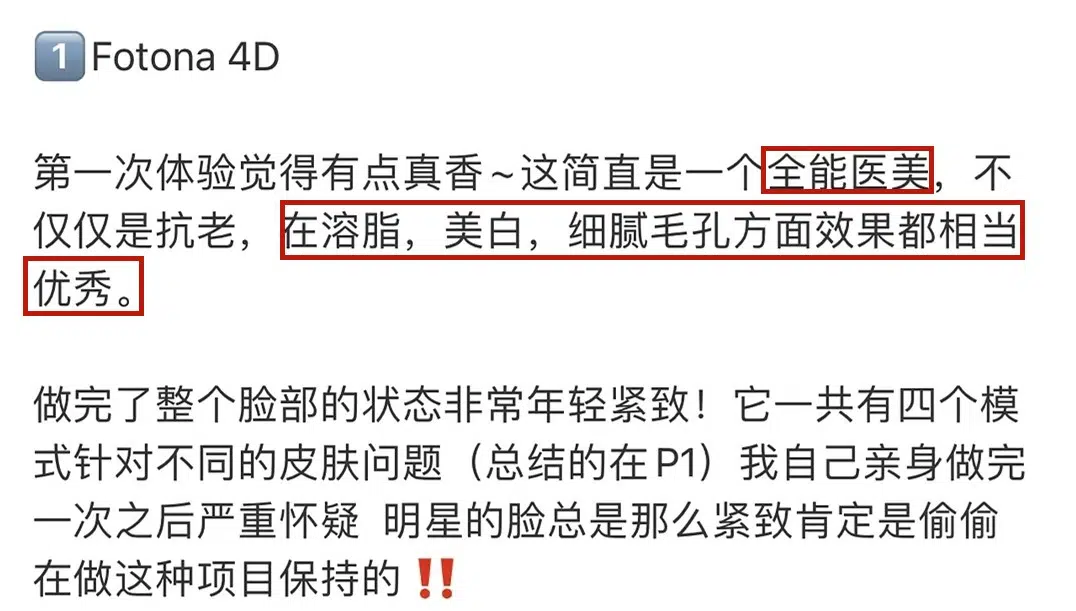 1️⃣Fotona 4D
第一次体验觉得有点真香~这简直是一个全能医美，不
仅仅是抗老，在溶脂，美白，细腻毛孔方面效果都相当
优秀。
做完了整个脸部的状态非常年轻紧致！它一共有四个模
式针对不同的皮肤问题（总结的在P1）我自己亲身做完
一次之后严重怀疑 明星的脸总是那么紧致肯定是偷偷
在做这种项目保持的‼️